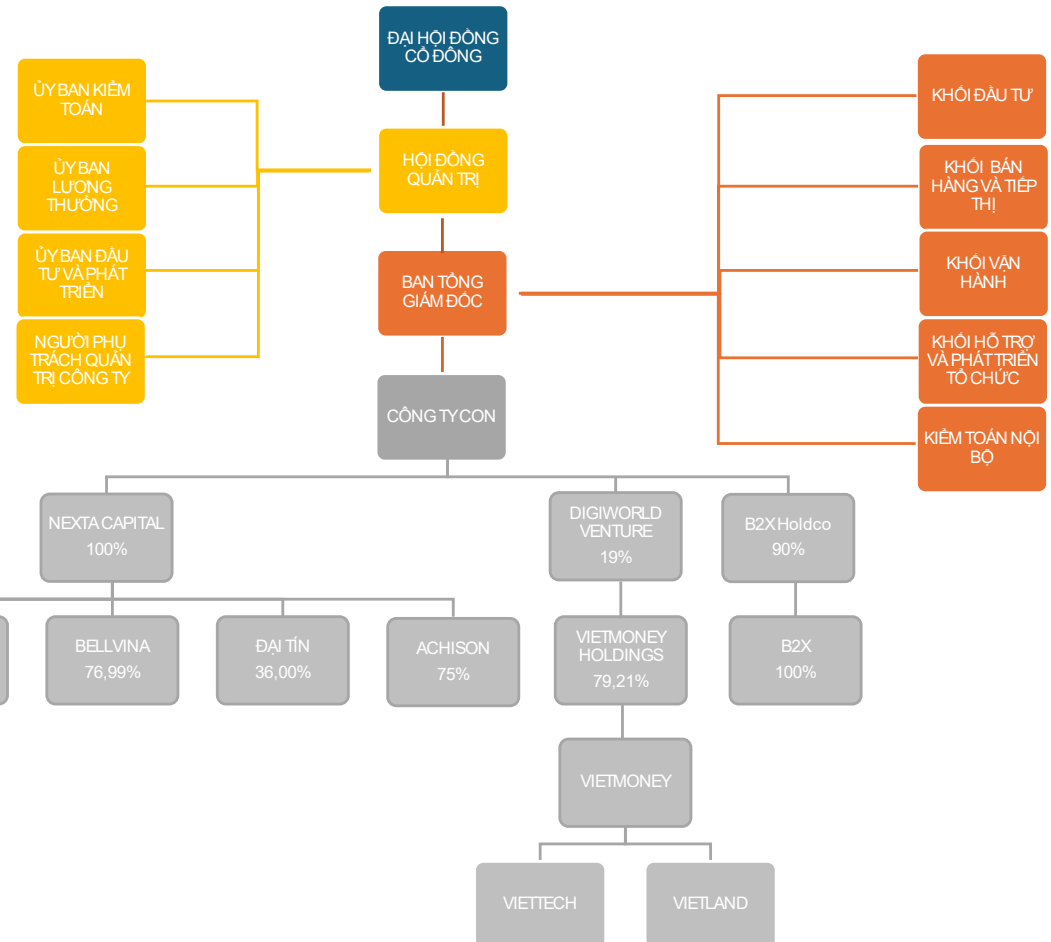 ĐẠI HỘI ĐỒNG
CỔ ĐÔNG
ỦY BAN KIỂM
TOÁN
KHỐI ĐẦU TƯ
HỘI ĐỒNG
QUẢN TRỊ
ỦY BAN
LƯƠNG
THƯỞNG
KHỐI BÁN
HÀNG VÀ TIẾP
THỊ
ỦY BAN ĐẦU
TƯ VÀ PHÁT
TRIỂN
BAN TỔNG
GIÁM ĐỐC
KHỐI VẬN
HÀNH
NGƯỜI PHỤ
TRÁCH QUẢN
TRỊ CÔNG TY
KHỐI HỖ TRỢ
VÀ PHÁT TRIỂN
TỔ CHỨC
CÔNG TY CON
KIỂM TOÁN NỘI
BỘ
NEXTA CAPITAL
100%
DIGIWORLD
VENTURE
19%
B2X Holdco
90%
BELLVINA
76,99%
ĐẠI TÍN
36,00%
ACHISON
75%
VIETMONEY
HOLDINGS
79,21%
B2X
100%
VIETMONEY
VIETTECH
VIETLAND